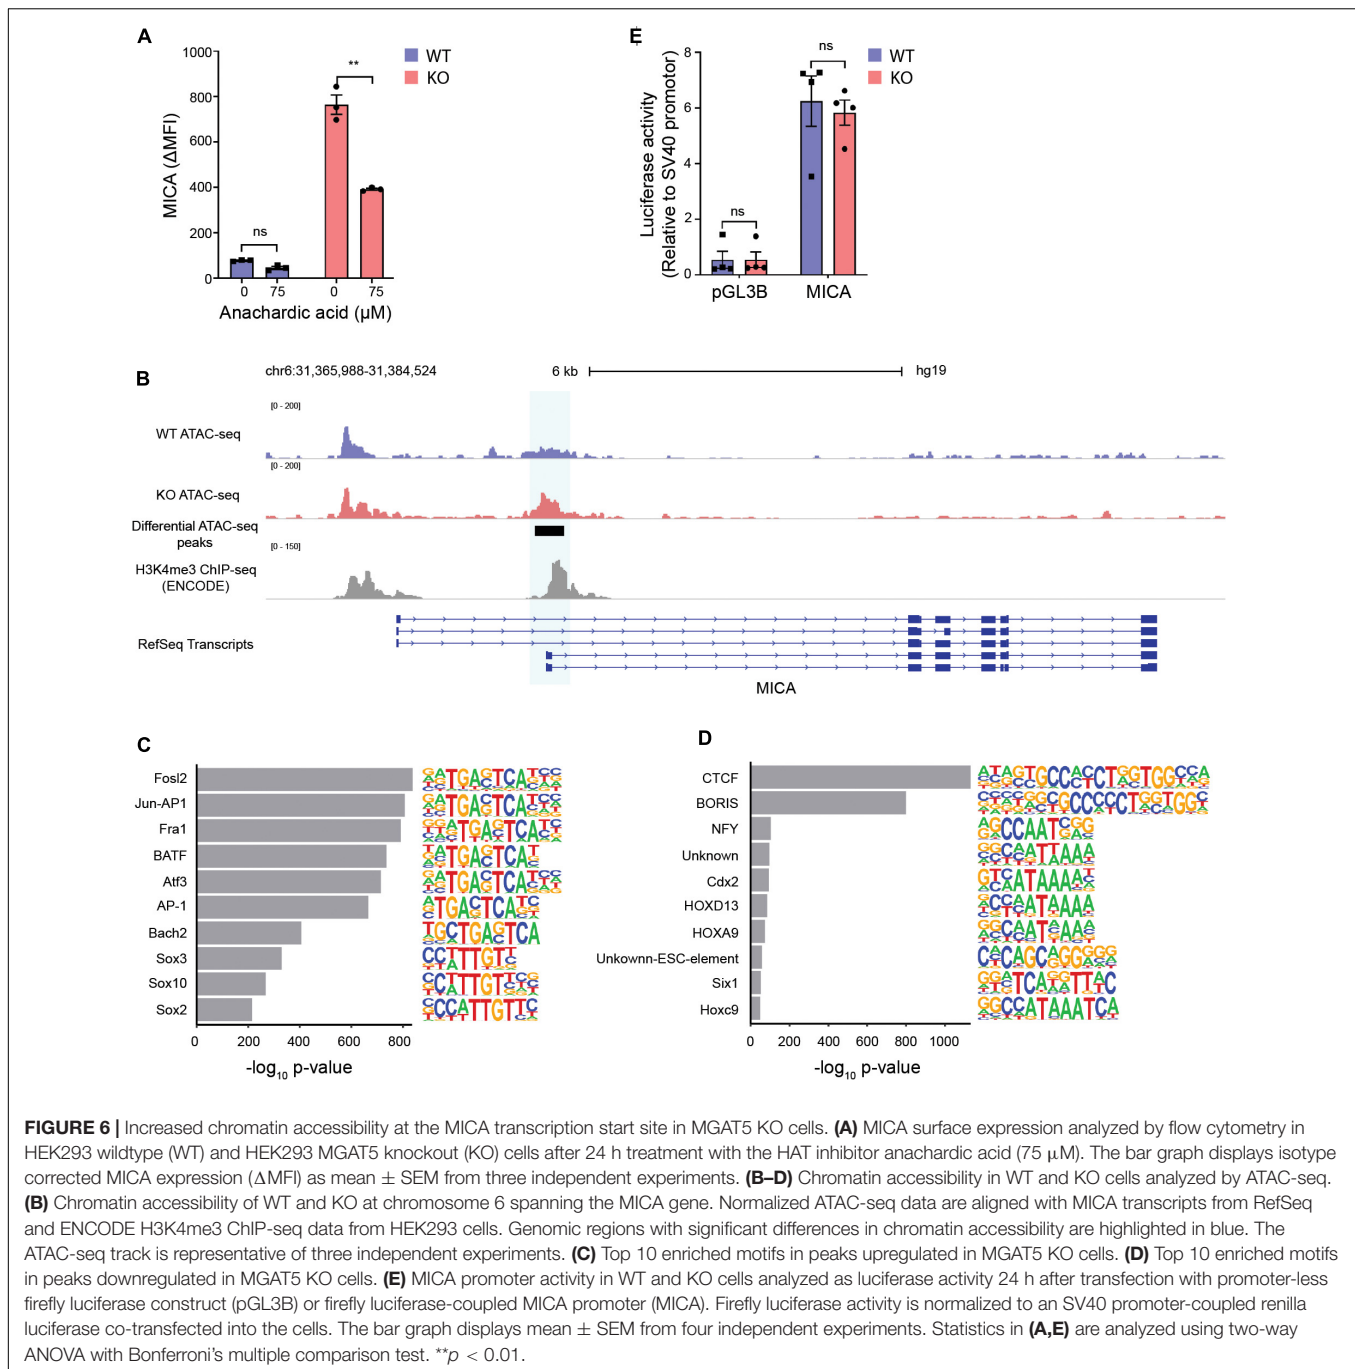 A
1000
800
600
400
200
0
MICA (ΔMFI)
**
ns
0 75 0 75
Anachardic acid (µM)
WT
KO
E
8
6
4
2
0
Luciferase activity
(Relative to SV40 promotor)
ns
ns
pGL3B MICA
WT
KO
B
chr6:31,365,988-31,384,524 6 kb hg19
[0 - 200]
WT ATAC-seq
[0 - 200]
KO ATAC-seq
Differential ATAC-seq
peaks
[0 - 150]
H3K4me3 ChIP-seq
(ENCODE)
RefSeq Transcripts
MICA
C
Fosl2
Jun-AP1
Fra1
BATF
Atf3
AP-1
Bach2
Sox3
Sox10
Sox2
0 200 400 600 800
-log₁₀ p-value
D
CTCF
BORIS
NFY
Unknown
Cdx2
HOXD13
HOXA9
Unkownn-ESC-element
Six1
Hoxc9
0 200 400 600 800 1000
-log₁₀ p-value
FIGURE 6 | Increased chromatin accessibility at the MICA transcription start site in MGAT5 KO cells. (A) MICA surface expression analyzed by flow cytometry in
HEK293 wildtype (WT) and HEK293 MGAT5 knockout (KO) cells after 24 h treatment with the HAT inhibitor anachardic acid (75 µM). The bar graph displays isotype
corrected MICA expression (ΔMFI) as mean ± SEM from three independent experiments. (B–D) Chromatin accessibility in WT and KO cells analyzed by ATAC-seq.
(B) Chromatin accessibility of WT and KO at chromosome 6 spanning the MICA gene. Normalized ATAC-seq data are aligned with MICA transcripts from RefSeq
and ENCODE H3K4me3 ChIP-seq data from HEK293 cells. Genomic regions with significant differences in chromatin accessibility are highlighted in blue. The
ATAC-seq track is representative of three independent experiments. (C) Top 10 enriched motifs in peaks upregulated in MGAT5 KO cells. (D) Top 10 enriched motifs
in peaks downregulated in MGAT5 KO cells. (E) MICA promoter activity in WT and KO cells analyzed as luciferase activity 24 h after transfection with promoter-less
firefly luciferase construct (pGL3B) or firefly luciferase-coupled MICA promoter (MICA). Firefly luciferase activity is normalized to an SV40 promoter-coupled renilla
luciferase co-transfected into the cells. The bar graph displays mean ± SEM from four independent experiments. Statistics in (A,E) are analyzed using two-way
ANOVA with Bonferroni's multiple comparison test. **p < 0.01.